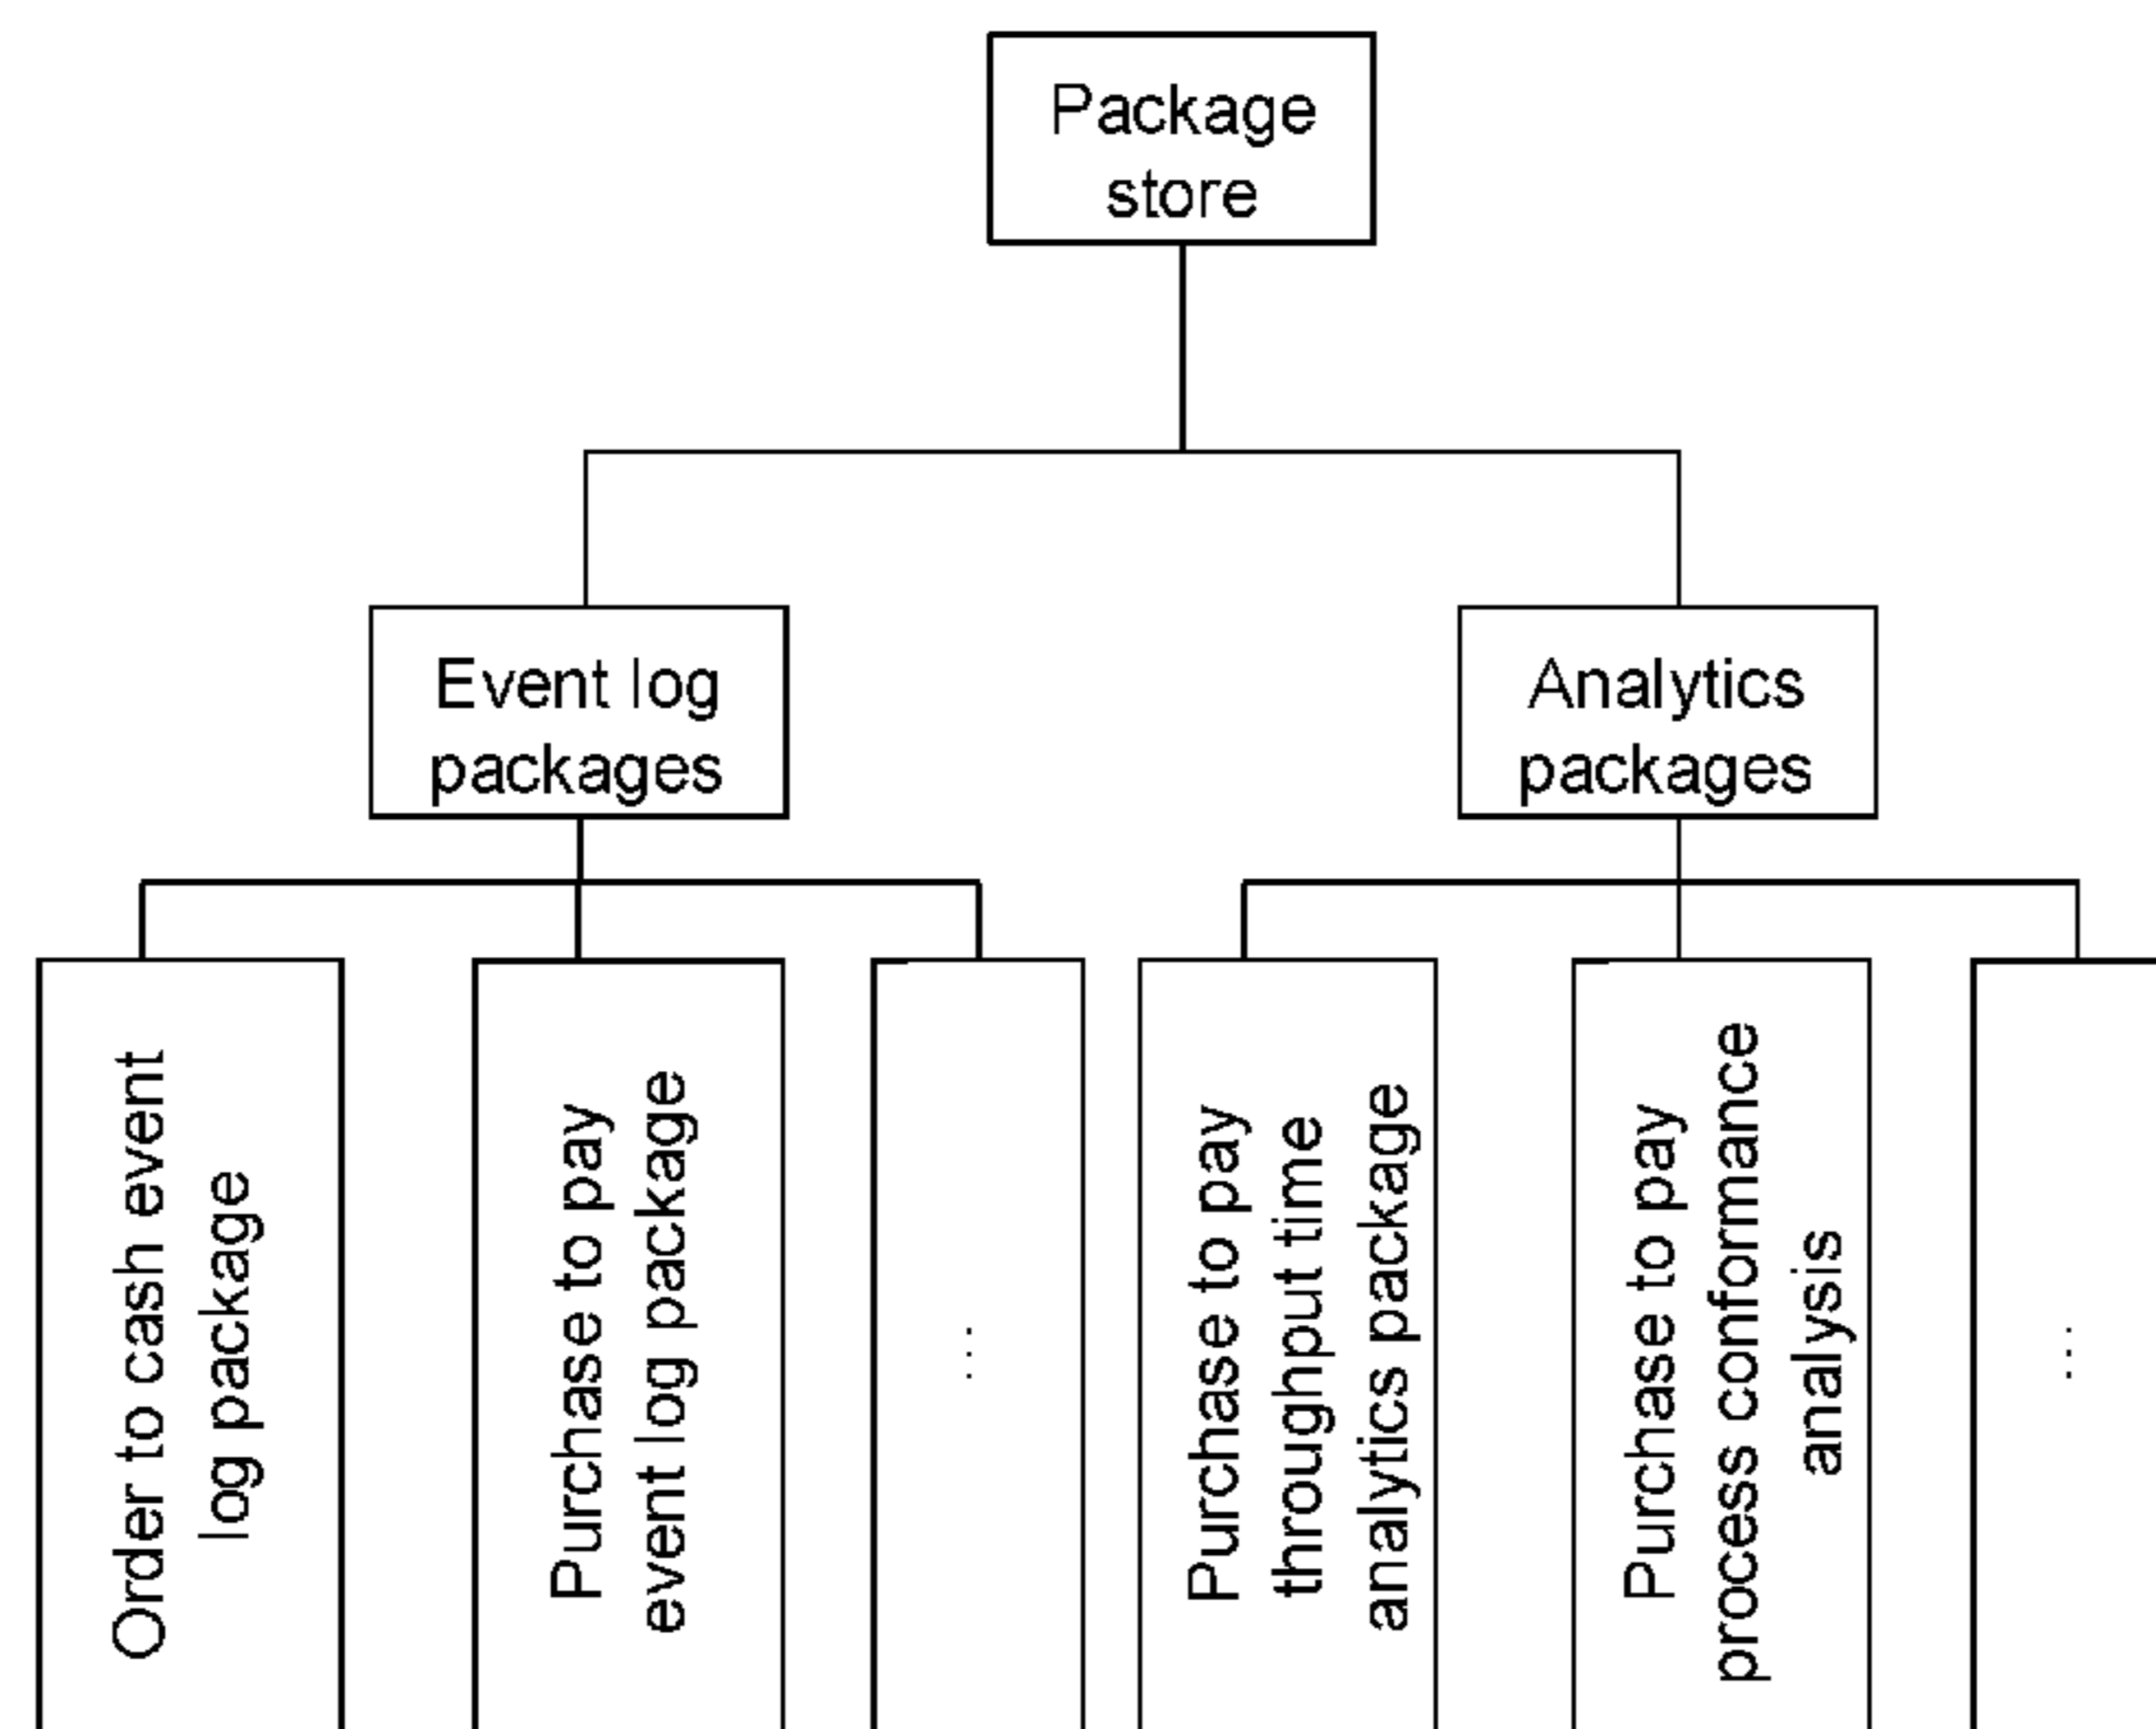 Package
store
Event log
packages
Analytics
packages
Order to cash event
log package
Purchase to pay
event log package
...
Purchase to pay
throughput time
analytics package
Purchase to pay
process conformance
analysis
...